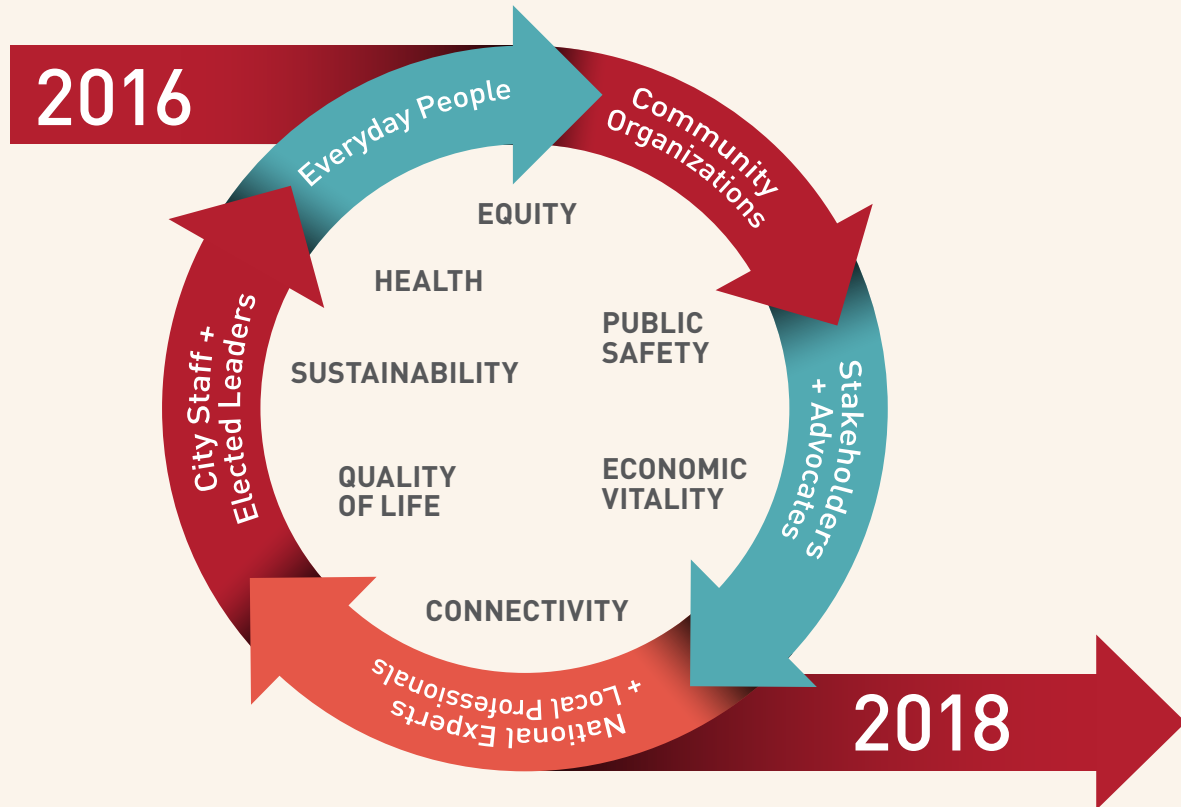 2016
Everyday People
Community
Organizations
EQUITY
HEALTH
PUBLIC
SAFETY
SUSTAINABILITY
Stakeholders
+ Advocates
City Staff +
Elected Leaders
QUALITY
OF LIFE
ECONOMIC
VITALITY
CONNECTIVITY
National Experts
+ Local Professionals
2018